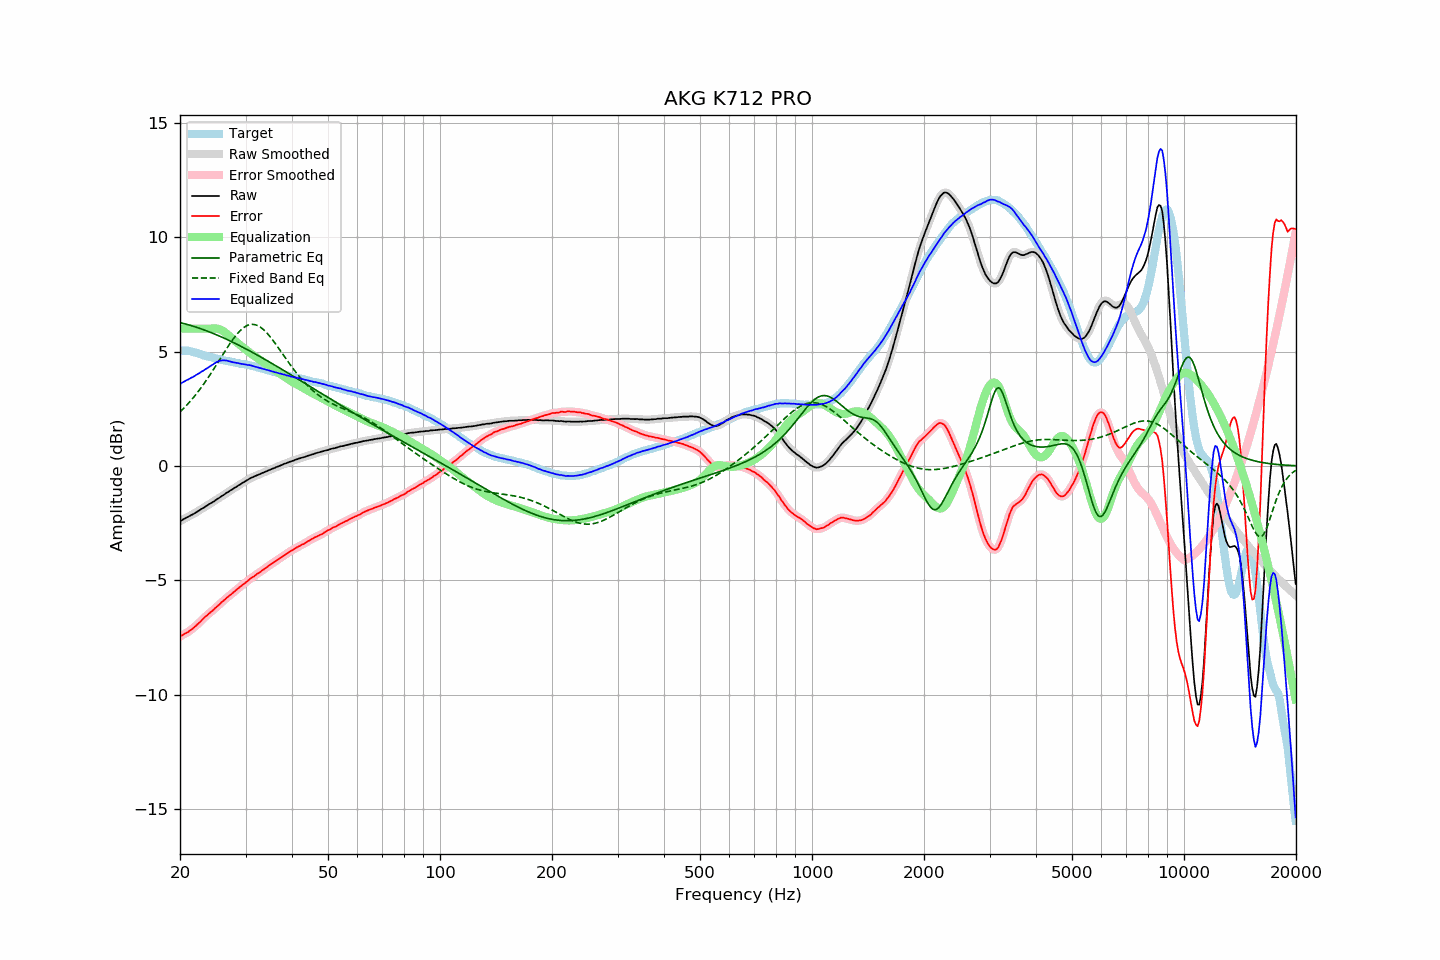 AKG K712 PRO
Target
Raw Smoothed
Error Smoothed
Raw
Error
Equalization
Parametric Eq
Fixed Band Eq
Equalized
15
10
5
0
−5
−10
−15
Amplitude (dBr)
20 50 100 200 500 1000 2000 5000 10000 20000
Frequency (Hz)